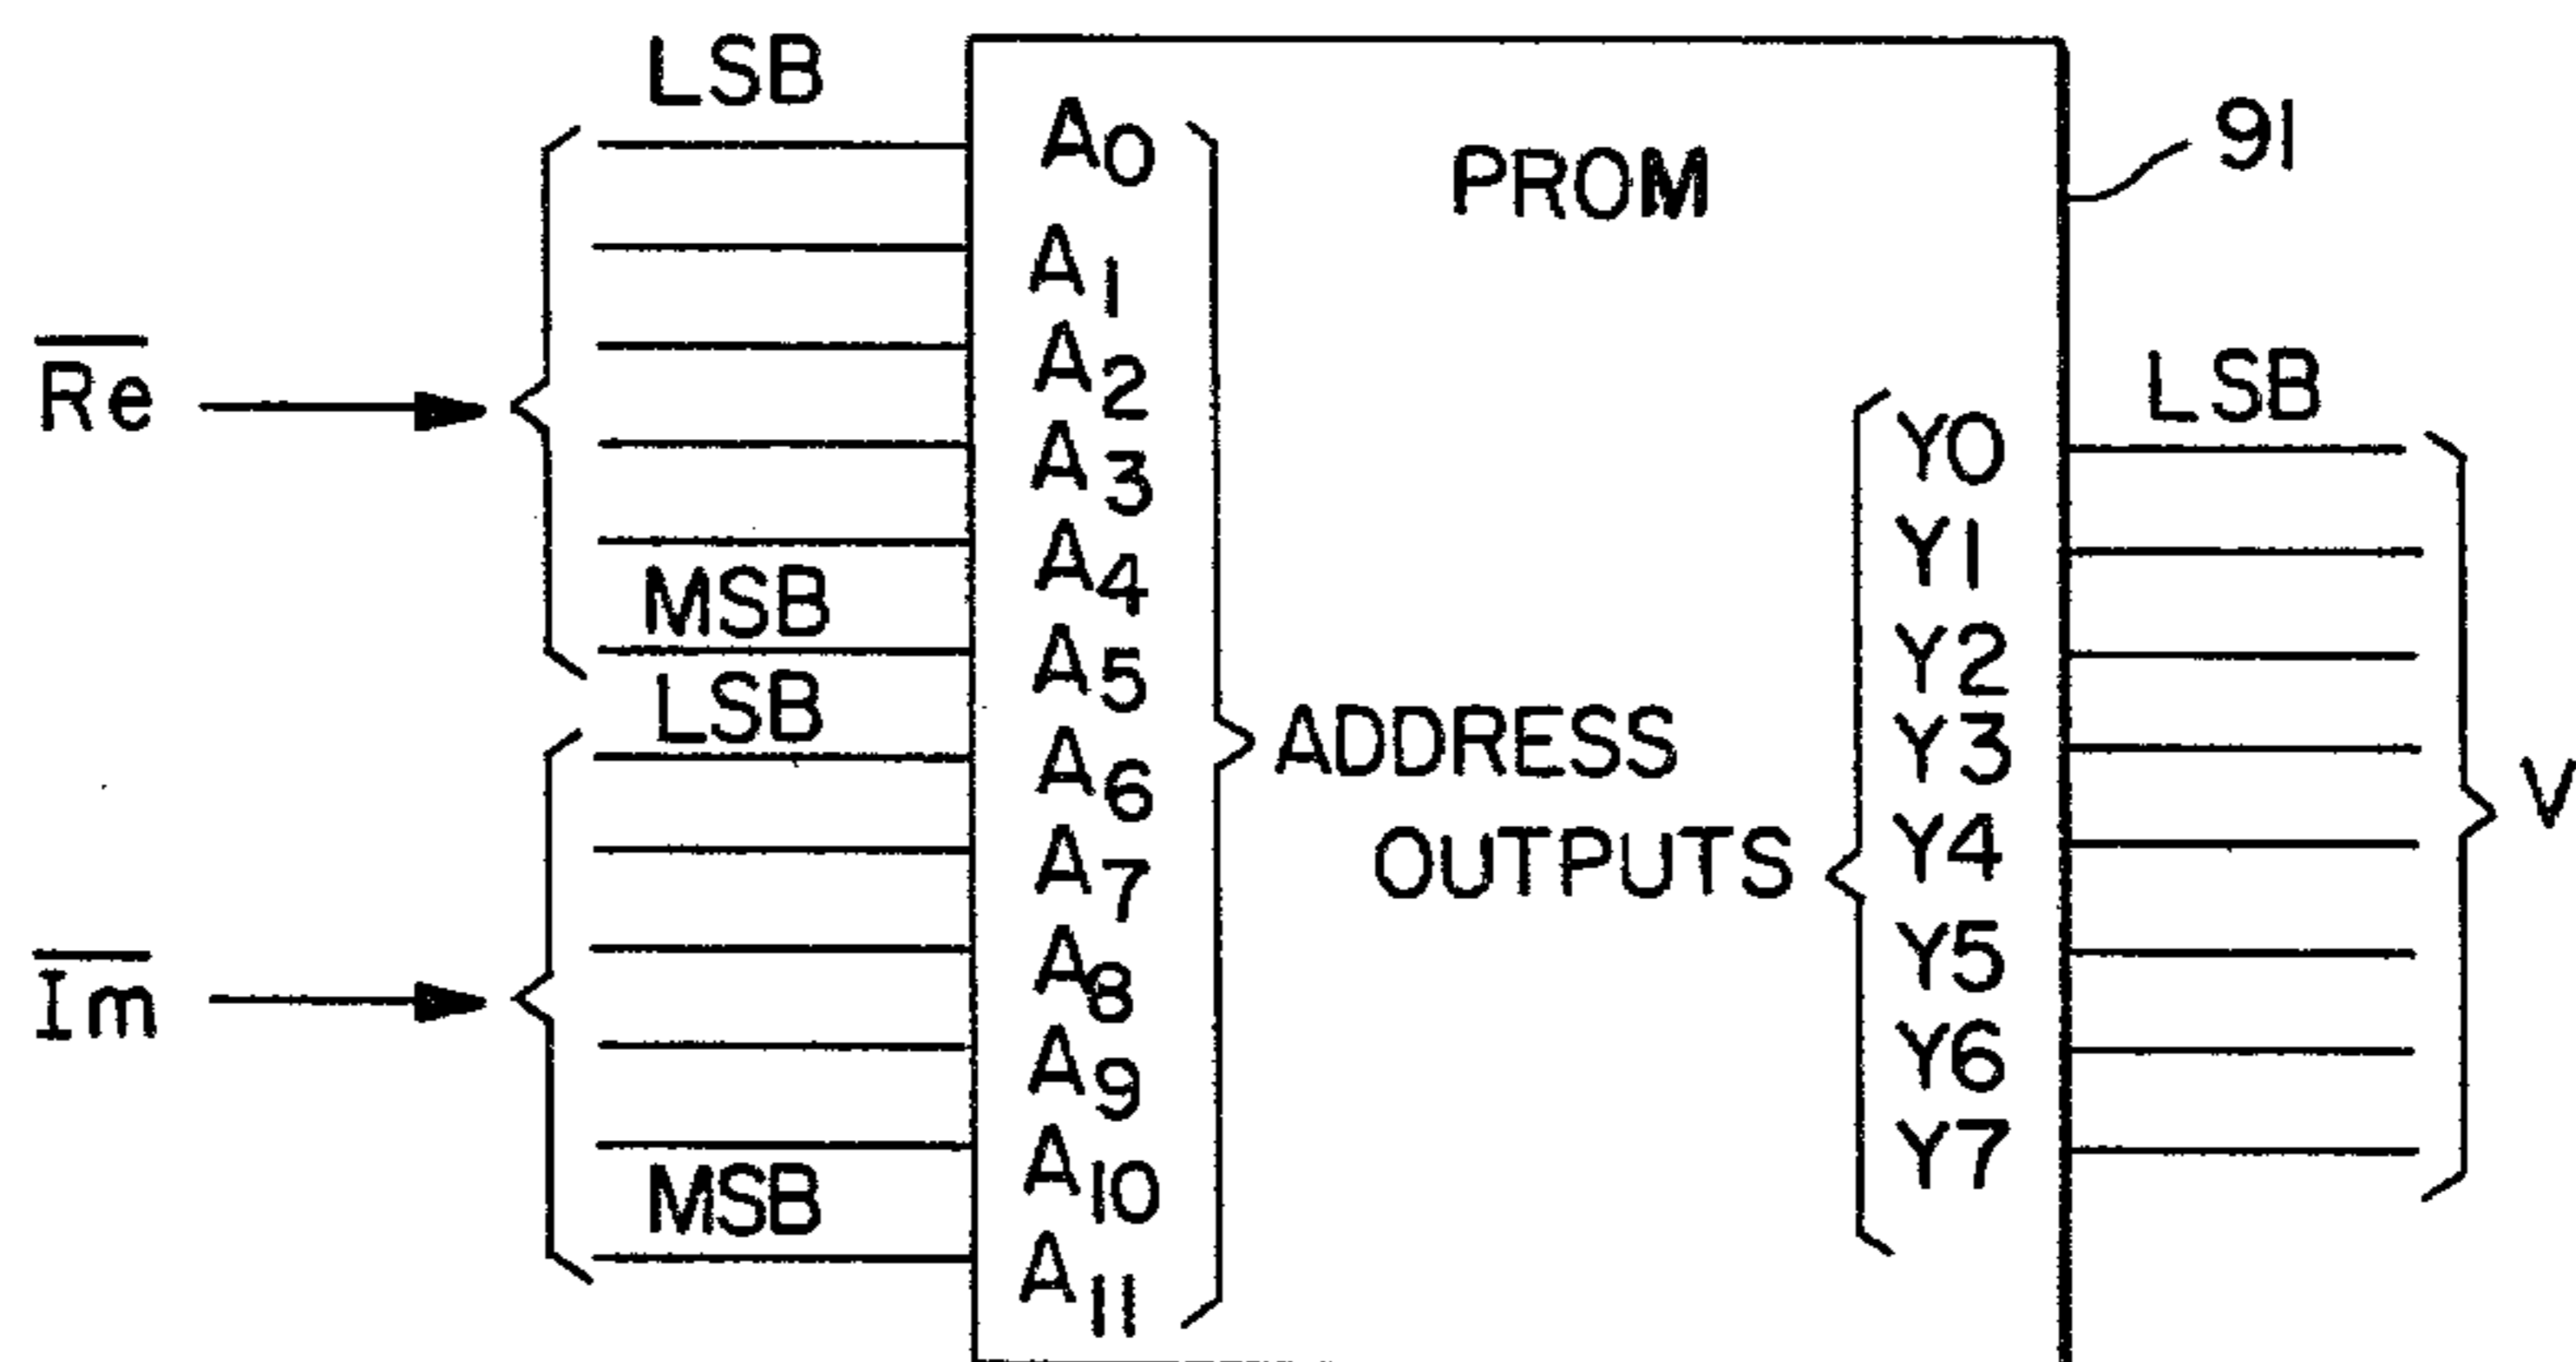 LSB
A0
PROM
91
A1
Re
A2
LSB
A3
Y0
A4
Y1
MSB
A5
Y2
LSB
A6
ADDRESS
Y3
V
A7
OUTPUTS
Y4
A8
Y5
Im
A9
Y6
A10
Y7
MSB
A11